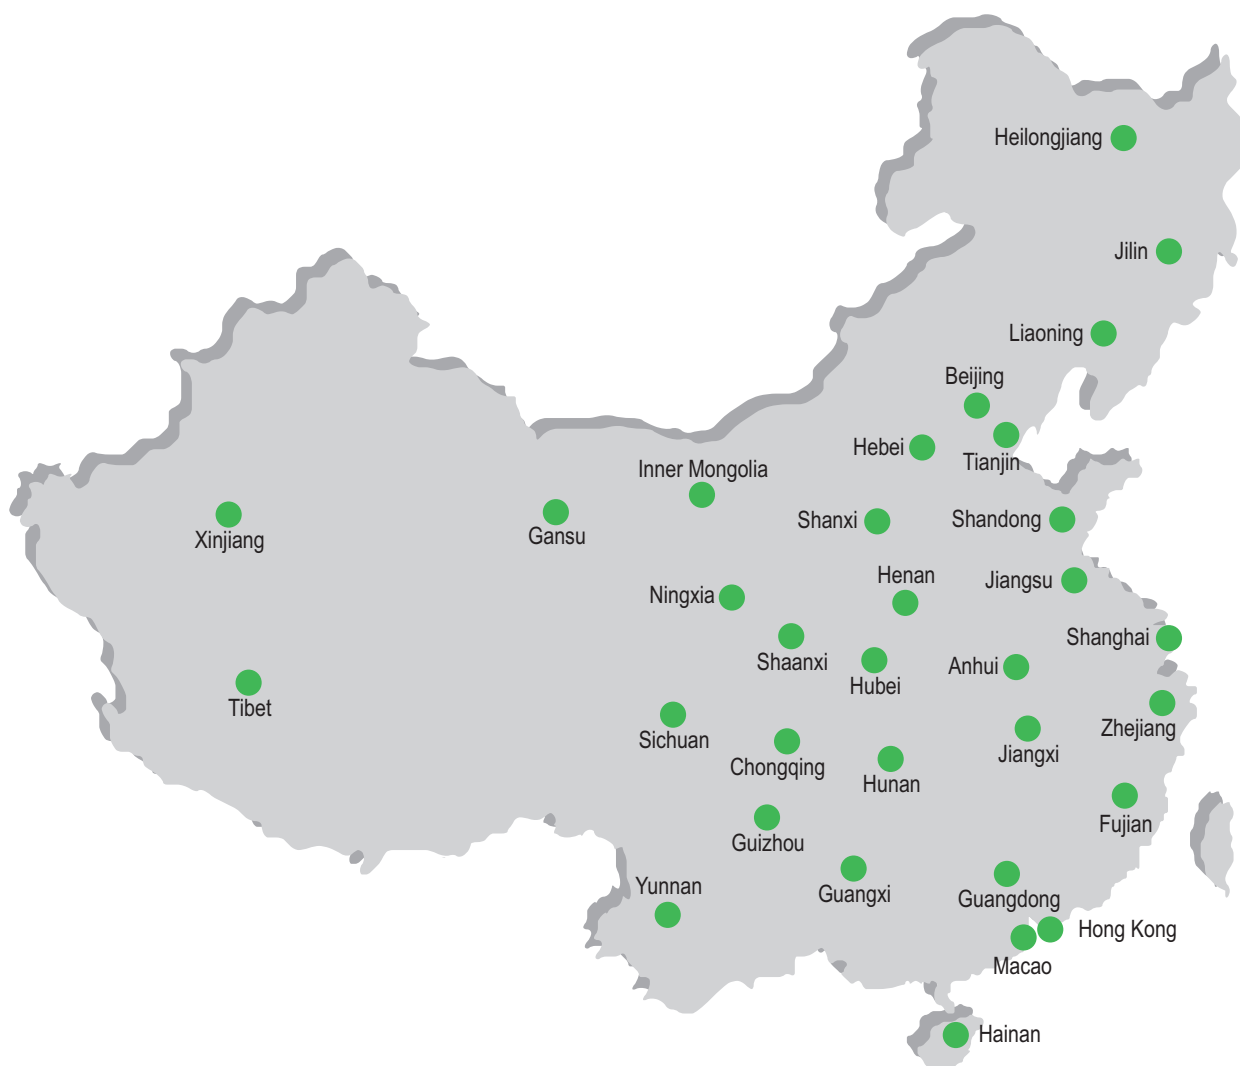 Heilongjiang
Jilin
Liaoning
Beijing
Hebei
Tianjin
Inner Mongolia
Shanxi
Shandong
Xinjiang
Gansu
Henan
Jiangsu
Ningxia
Shanghai
Shaanxi
Hubei
Anhui
Tibet
Zhejiang
Sichuan
Chongqing
Jiangxi
Hunan
Fujian
Guizhou
Yunnan
Guangxi
Guangdong
Hong Kong
Macao
Hainan